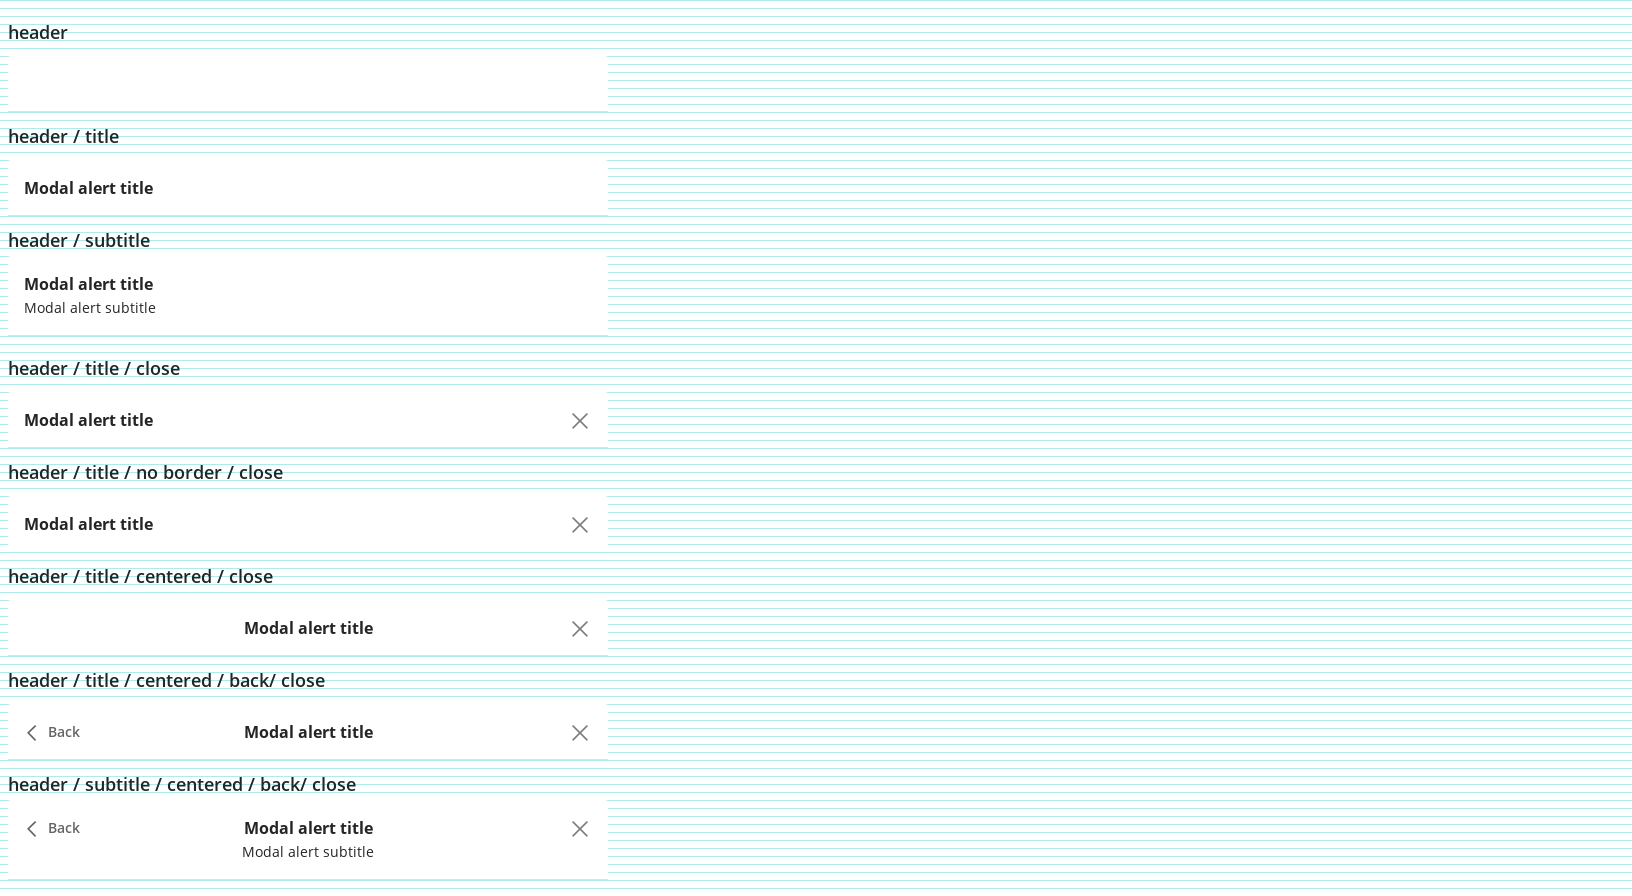 header
header / title
Modal alert title
header / subtitle
Modal alert title
Modal alert subtitle
header / title / close
Modal alert title
header / title / no border / close
Modal alert title
header / title / centered / close
Modal alert title
header / title / centered / back/ close
Back Modal alert title
header / subtitle / centered / back/ close
Back Modal alert title
Modal alert subtitle